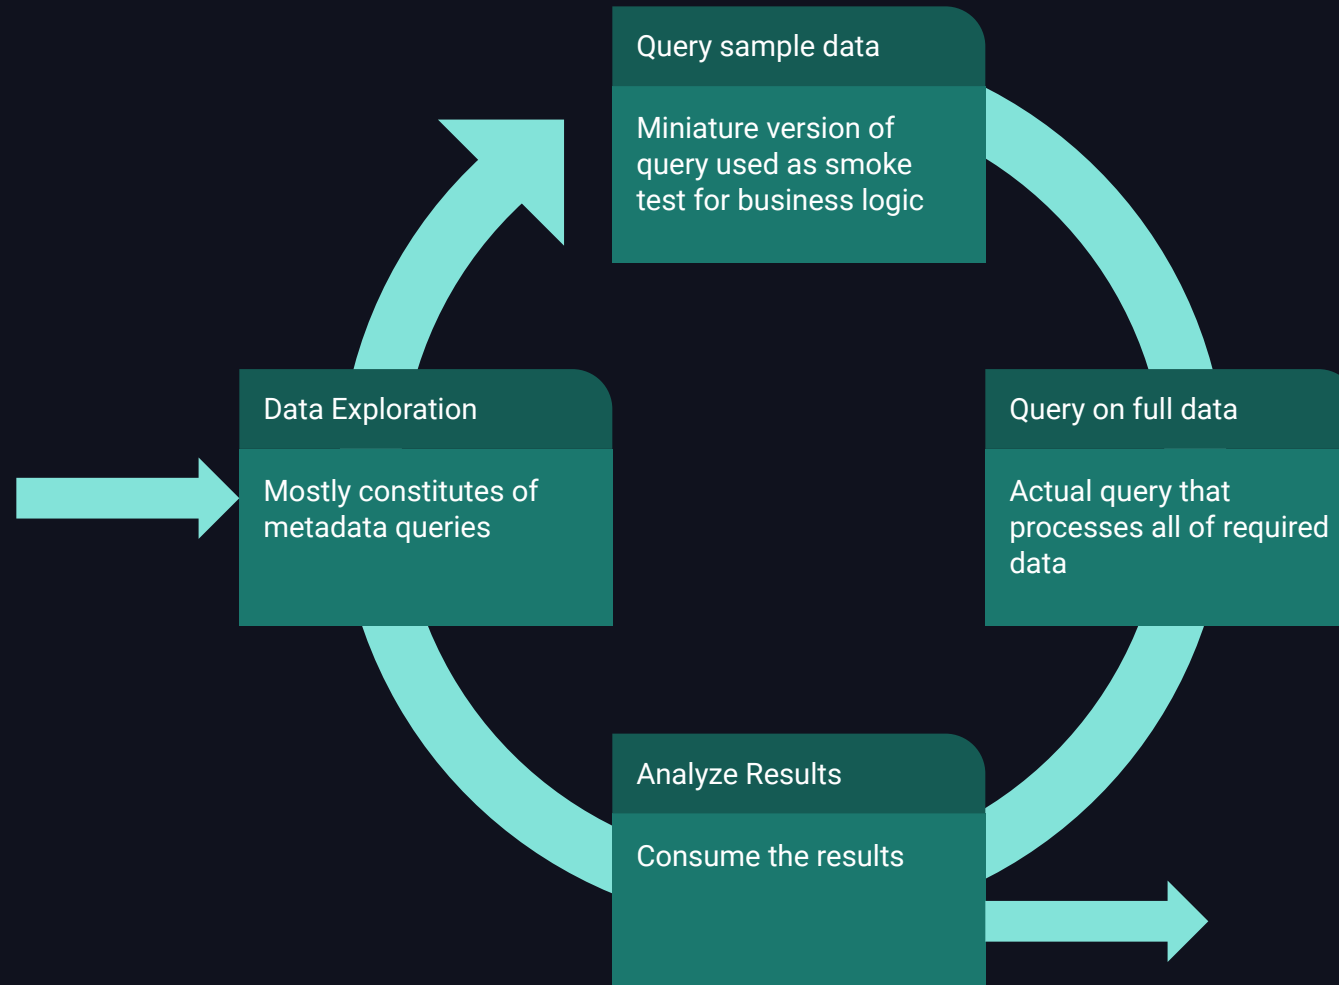 Query sample data
Miniature version of
query used as smoke
test for business logic
Data Exploration
Mostly constitutes of
metadata queries
Query on full data
Actual query that
processes all of required
data
Analyze Results
Consume the results